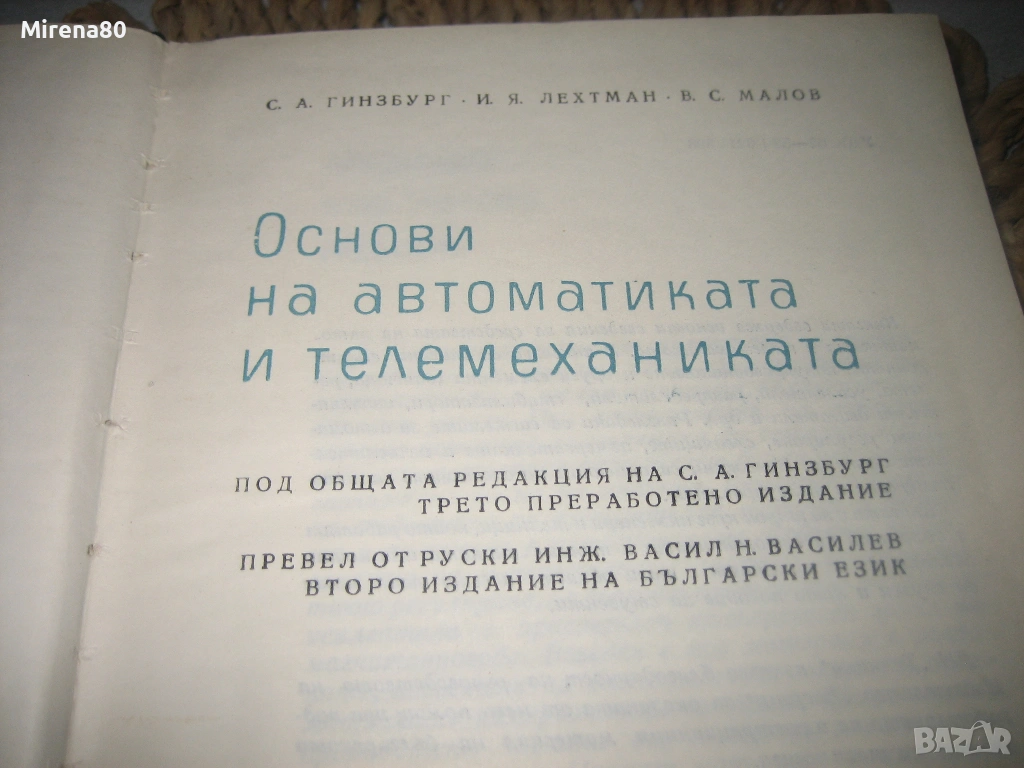 Mirena80
С. А. ГИНЗБУРГ · И. Я. ЛЕХТМАН · В. С. МАЛОВ
Основи
на автоматиката
и телемеханиката
ПОД ОБЩАТА РЕДАКЦИЯ НА С. А. ГИНЗБУРГ
ТРЕТО ПРЕРАБОТЕНО ИЗДАНИЕ
ПРЕВЕЛ ОТ РУСКИ ИНЖ. ВАСИЛ Н. ВАСИЛЕВ
ВТОРО ИЗДАНИЕ НА БЪЛГАРСКИ ЕЗИК
BAZAR